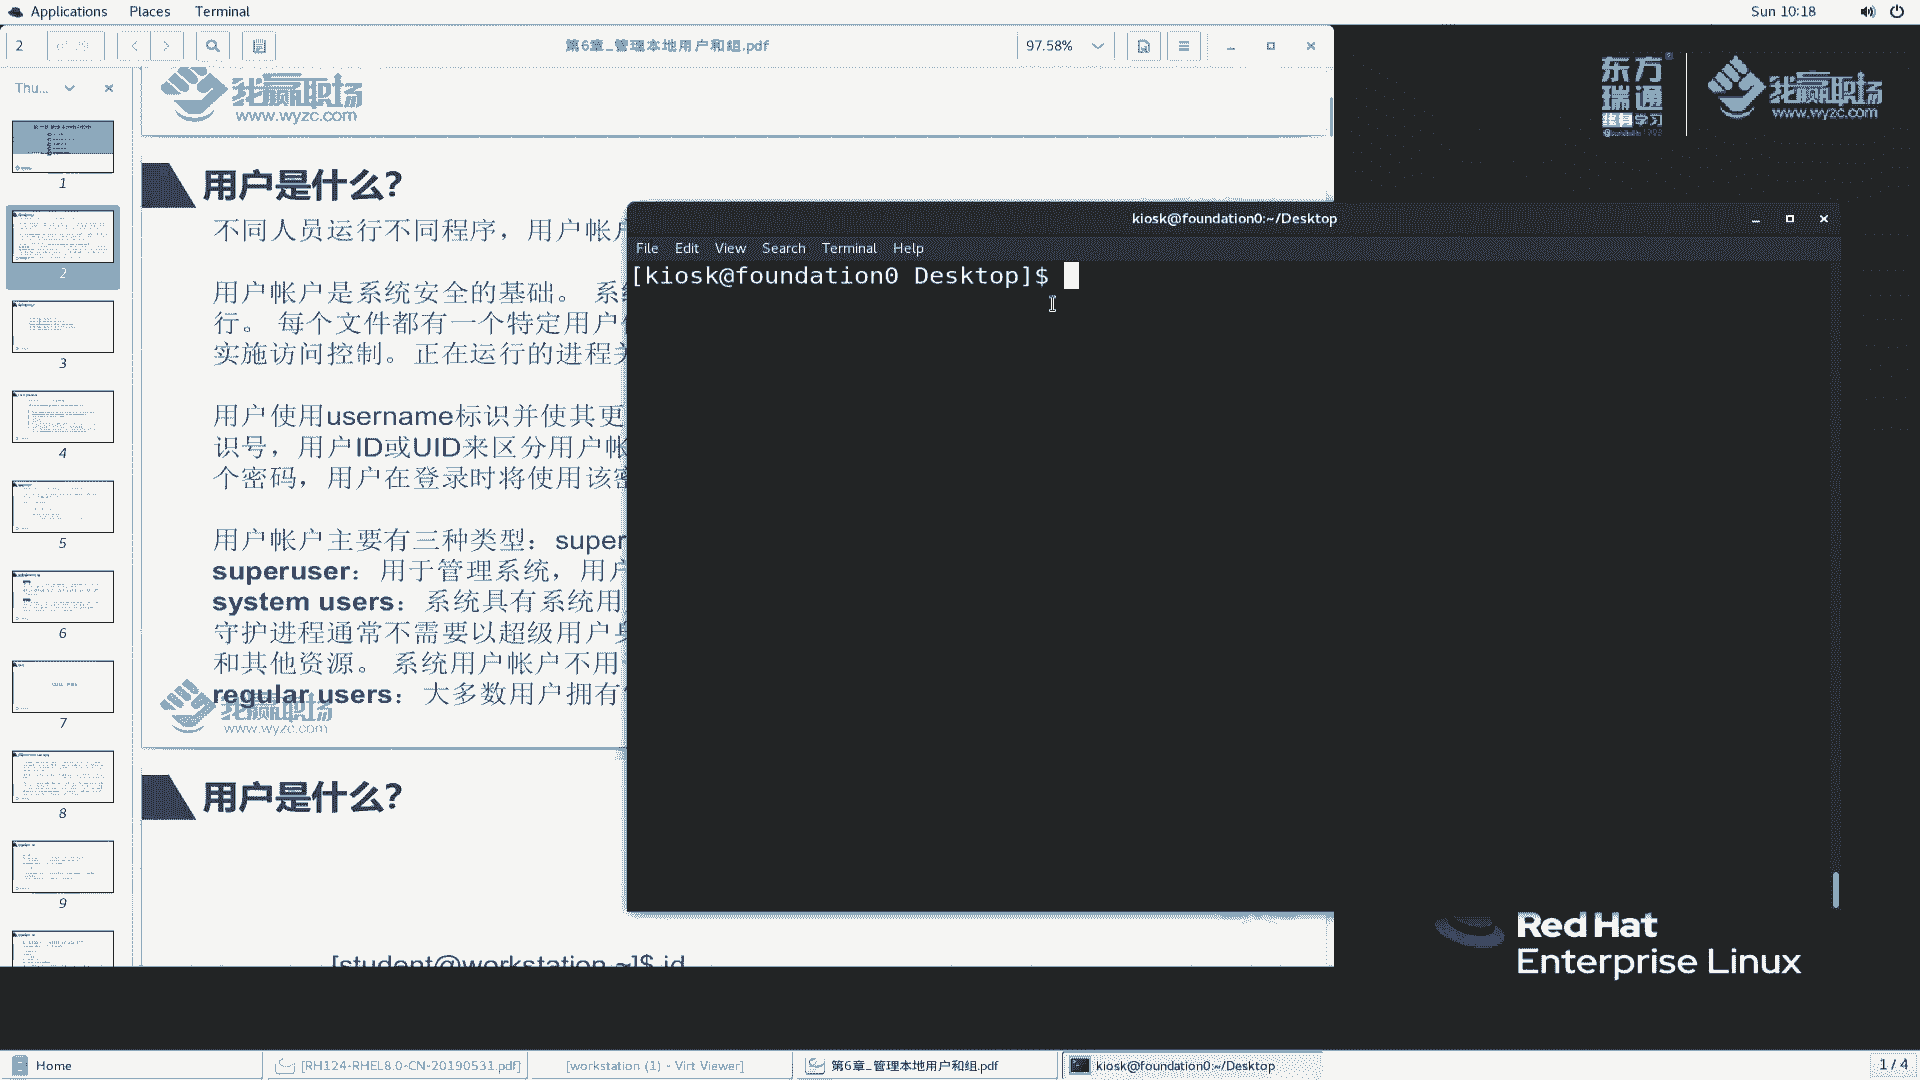 Applications Places Terminal
Sun 10:18
2
第6章_管理本地用户和组.pdf
97.58%
Thu...
我赢职场
www.wyzc.com
东方
瑞通
终身学习
我赢职场
www.wyzc.com
1
2
3
4
5
6
7
8
9
用户是什么?
不同人员运行不同程序，用户帐户
用户帐户是系统安全的基础。 系统
行。 每个文件都有一个特定用户
实施访问控制。正在运行的进程
用户使用username标识并使其更
识号，用户ID或UID来区分用户帐
个密码，用户在登录时将使用该密
用户帐户主要有三种类型：super
superuser：用于管理系统，用户
system users：系统具有系统用
守护进程通常不需要以超级用户身
和其他资源。 系统用户帐户不用
regular users：大多数用户拥有
我赢职场
www.wyzc.com
用户是什么?
[student@workstation ~]$ id
kiosk@foundation0:~/Desktop
File Edit View Search Terminal Help
[kiosk@foundation0 Desktop]$
Red Hat
Enterprise Linux
Home
[RH124-RHEL8.0-CN-20190531.pdf]
[workstation (1) - Virt Viewer]
第6章_管理本地用户和组.pdf
kiosk@foundation0:~/Desktop
1 / 4